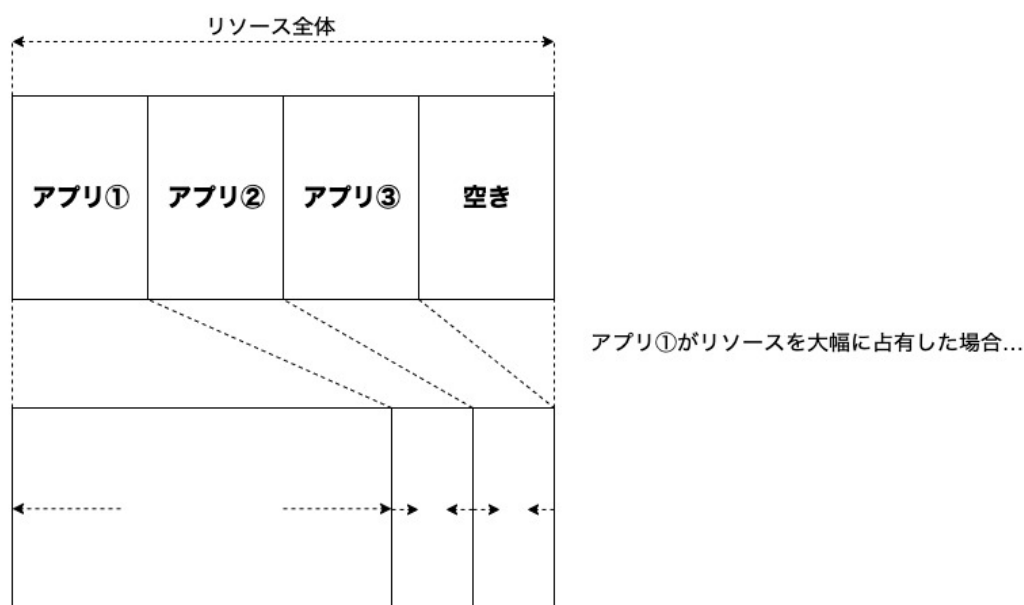 リソース全体
アプリ①
アプリ②
アプリ③
空き
アプリ①がリソースを大幅に占有した場合…